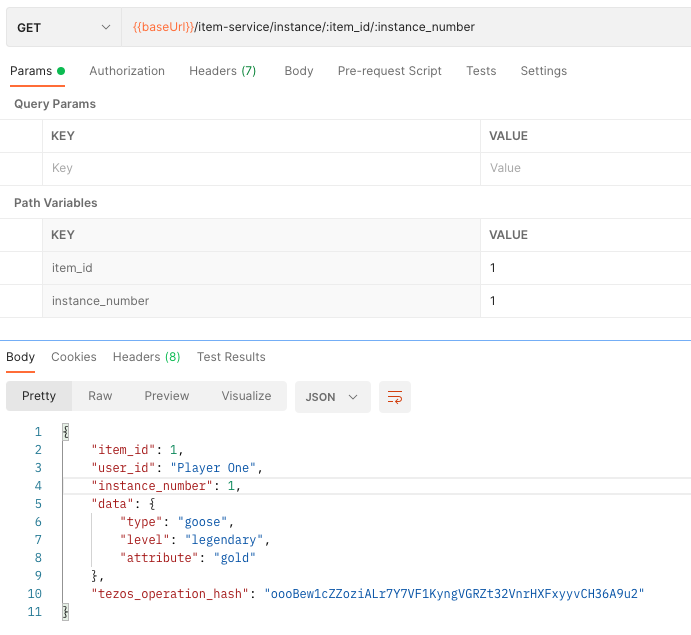 GET {{baseUrl}}/item-service/instance/:item_id/:instance_number
Params Authorization Headers (7) Body Pre-request Script Tests Settings
Query Params
KEY VALUE
Key Value
Path Variables
KEY VALUE
item_id 1
instance_number 1
Body Cookies Headers (8) Test Results
Pretty Raw Preview Visualize JSON
1 {
2 "item_id": 1,
3 "user_id": "Player One",
4 "instance_number": 1,
5 "data": {
6 "type": "goose",
7 "level": "legendary",
8 "attribute": "gold"
9 },
10 "tezos_operation_hash": "oooBew1cZZoziALr7Y7VF1KyngVGRZt32VnrHXFxyyvCH36A9u2"
11 }